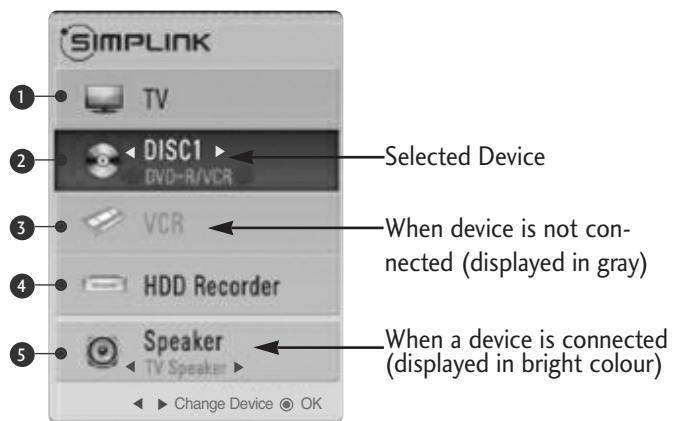 SIMPLINK
1 TV
2 ◀ DISC1 ▶ Selected Device
DVD-R/VCR
3 VCR When device is not con-
nected (displayed in gray)
4 HDD Recorder
5 Speaker When a device is connected
◀ TV Speaker ▶ (displayed in bright colour)
◀ ▶ Change Device ◉ OK